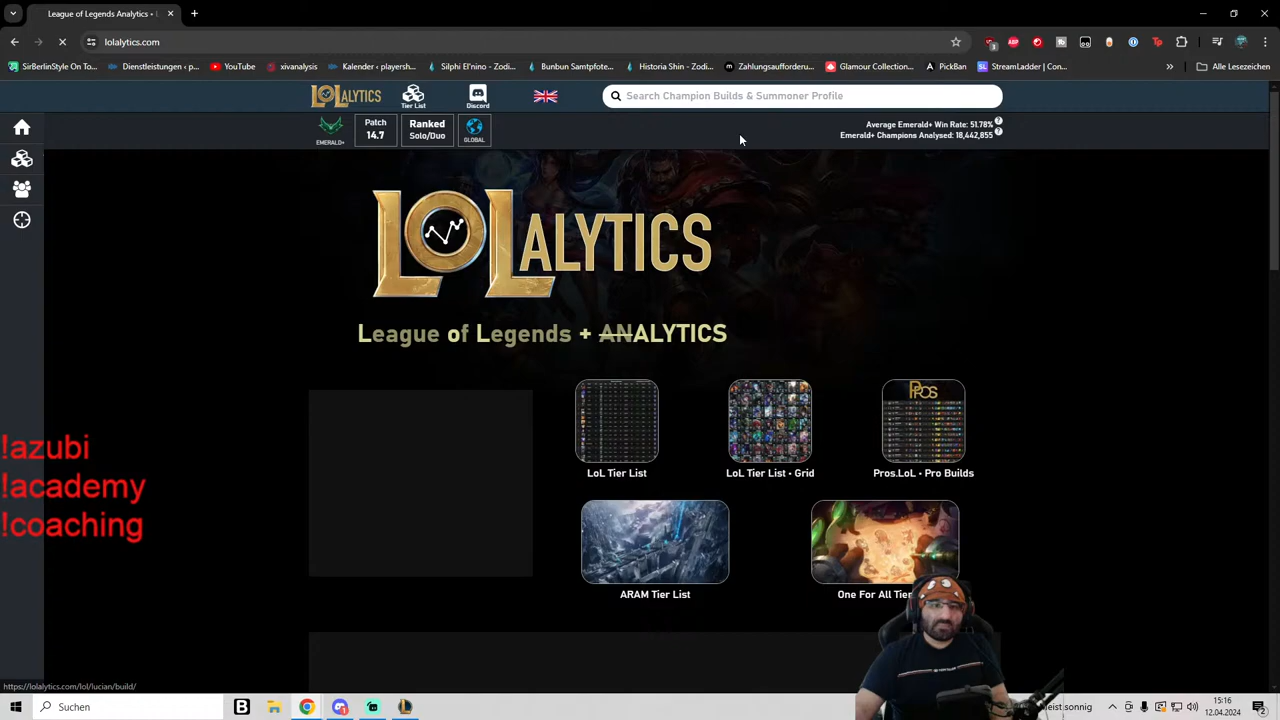 League of Legends Analytics •
lolalytics.com
SirBerlinStyle On To...
Dienstleistungen ‹ p...
YouTube
xivanalysis
Kalender ‹ playersh...
Silphi El'nino - Zodi...
Bunbun Samtpfote...
Historia Shin - Zodi...
Zahlungsaufforderu...
Glamour Collection...
PickBan
StreamLadder | Con...
»
Alle Lesezeichen
LOLALYTICS
Tier List
Discord
Search Champion Builds & Summoner Profile
EMERALD+
Patch
14.7
Ranked
Solo/Duo
GLOBAL
Average Emerald+ Win Rate: 51.78%
Emerald+ Champions Analysed: 18,442,855
LOLALYTICS
League of Legends + ANALYTICS
PROS
LoL Tier List
LoL Tier List • Grid
Pros.LoL • Pro Builds
!azubi
!academy
!coaching
ARAM Tier List
One For All Tier
https://lolalytics.com/lol/lucian/build/
Suchen
eist sonnig
15:16
12.04.2024
2